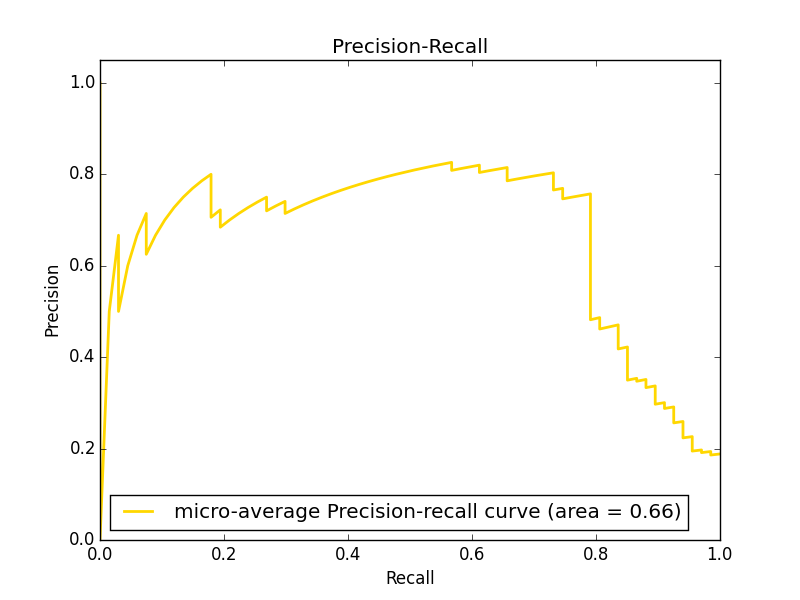 Precision-Recall
1.0
0.8
0.6
0.4
0.2
0.0
Precision
micro-average Precision-recall curve (area = 0.66)
0.0 0.2 0.4 0.6 0.8 1.0
Recall